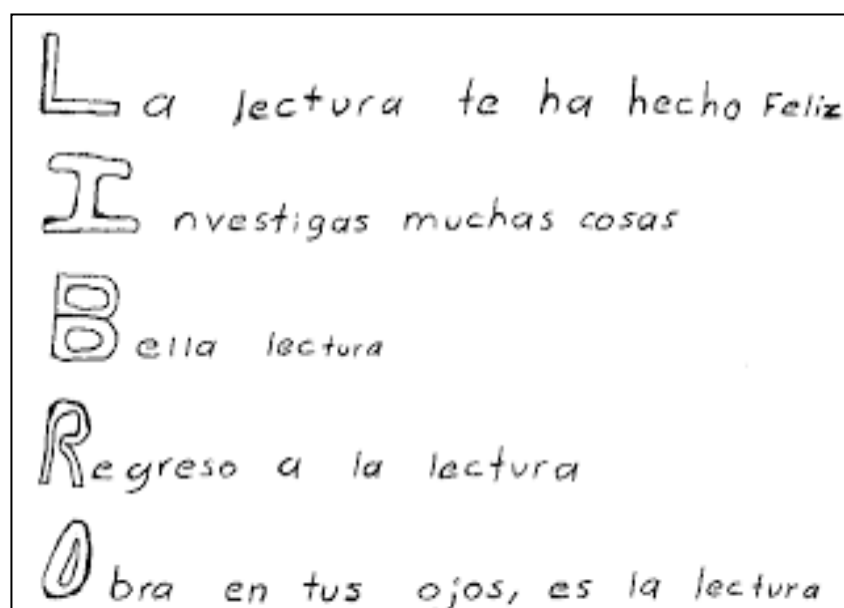 La lectura te ha hecho Feliz
Investigas muchas cosas
Bella lectura
Regreso a la lectura
Obra en tus ojos, es la lectura